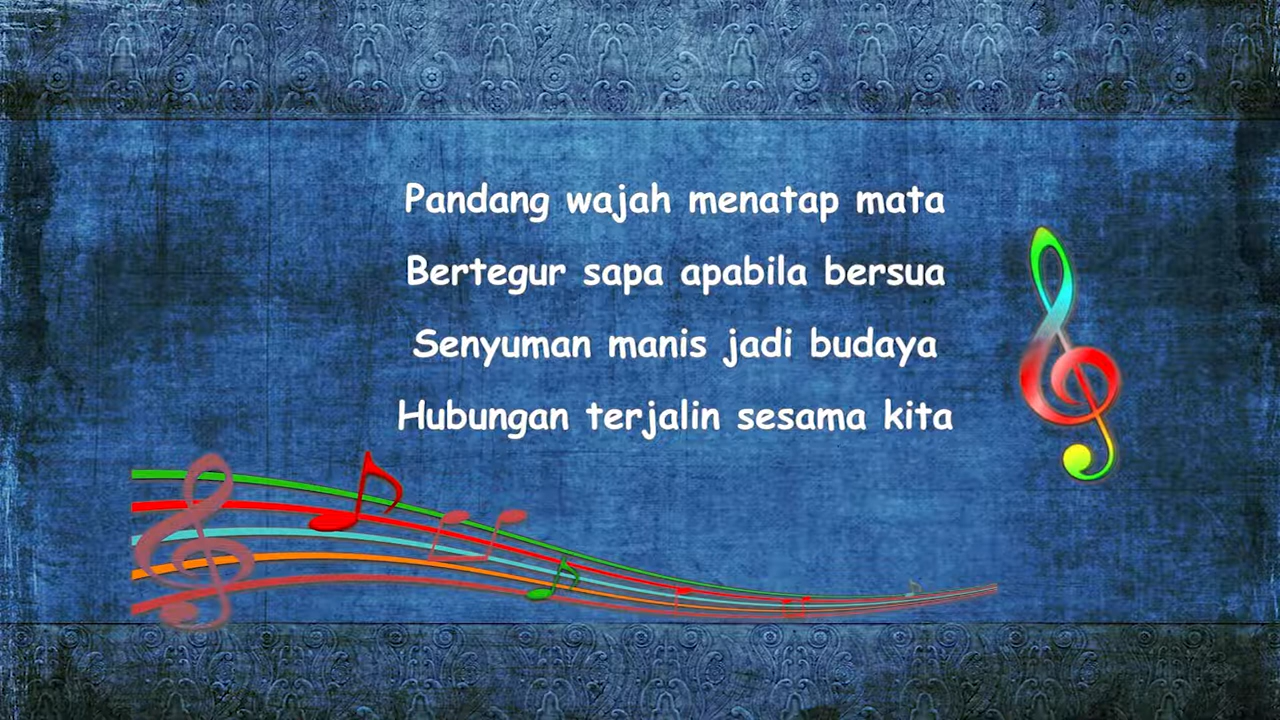 Pandang wajah menatap mata
Bertegur sapa apabila bersua
Senyuman manis jadi budaya
Hubungan terjalin sesama kita